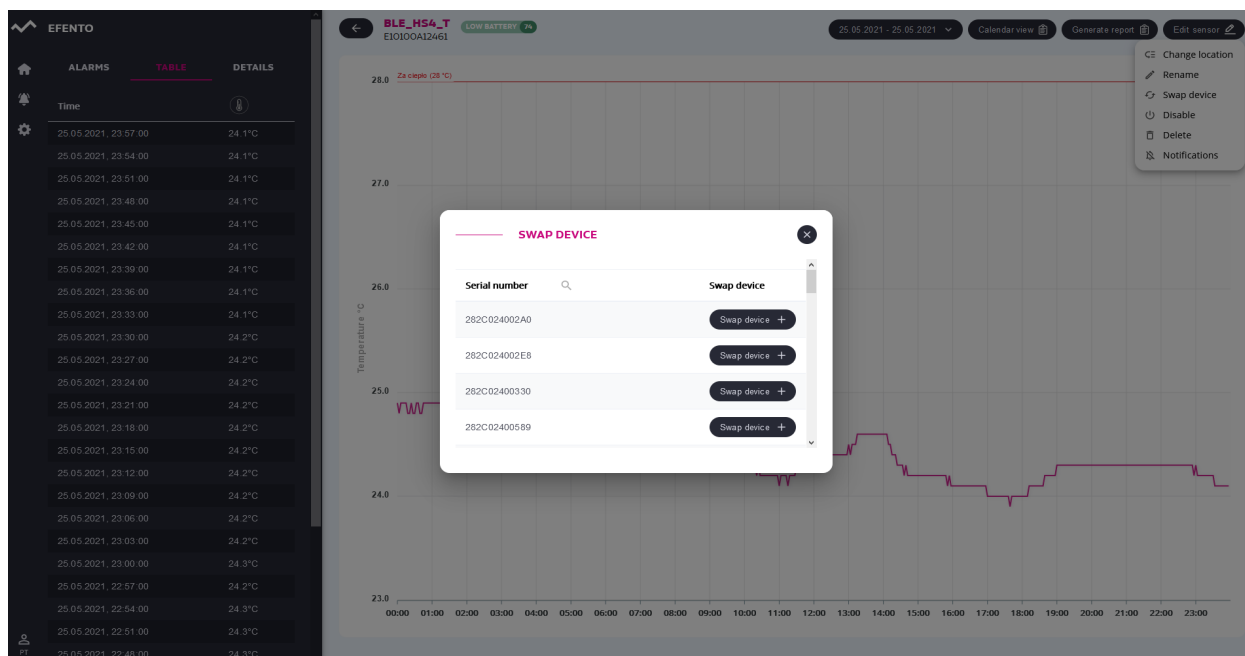 EFENTO
BLE_HS4_T
LOW BATTERY 74
E10100A12461
25.05.2021 - 25.05.2021
Calendar view
Generate report
Edit sensor
Change location
Rename
Swap device
Disable
Delete
Notifications
ALARMS TABLE DETAILS
Time
25.05.2021, 23:57:00 24.1°C
25.05.2021, 23:54:00 24.1°C
25.05.2021, 23:51:00 24.1°C
25.05.2021, 23:48:00 24.1°C
25.05.2021, 23:45:00 24.1°C
25.05.2021, 23:42:00 24.1°C
25.05.2021, 23:39:00 24.1°C
25.05.2021, 23:36:00 24.1°C
25.05.2021, 23:33:00 24.1°C
25.05.2021, 23:30:00 24.2°C
25.05.2021, 23:27:00 24.2°C
25.05.2021, 23:24:00 24.2°C
25.05.2021, 23:21:00 24.2°C
25.05.2021, 23:18:00 24.2°C
25.05.2021, 23:15:00 24.2°C
25.05.2021, 23:12:00 24.2°C
25.05.2021, 23:09:00 24.2°C
25.05.2021, 23:06:00 24.2°C
25.05.2021, 23:03:00 24.2°C
25.05.2021, 23:00:00 24.3°C
25.05.2021, 22:57:00 24.2°C
25.05.2021, 22:54:00 24.3°C
25.05.2021, 22:51:00 24.3°C
25.05.2021, 22:48:00 24.3°C
PT
Za ciepło (28 °C)
28.0
27.0
26.0
25.0
24.0
23.0
Temperature °C
00:00 01:00 02:00 03:00 04:00 05:00 06:00 07:00 08:00 09:00 10:00 11:00 12:00 13:00 14:00 15:00 16:00 17:00 18:00 19:00 20:00 21:00 22:00 23:00
SWAP DEVICE
Serial number Swap device
282C024002A0 Swap device +
282C024002E8 Swap device +
282C02400330 Swap device +
282C02400589 Swap device +